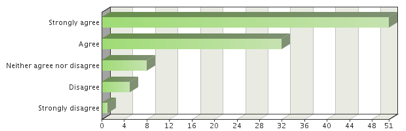 Strongly agree
Agree
Neither agree nor disagree
Disagree
Strongly disagree
0 4 8 12 16 20 24 28 32 36 40 44 48 51